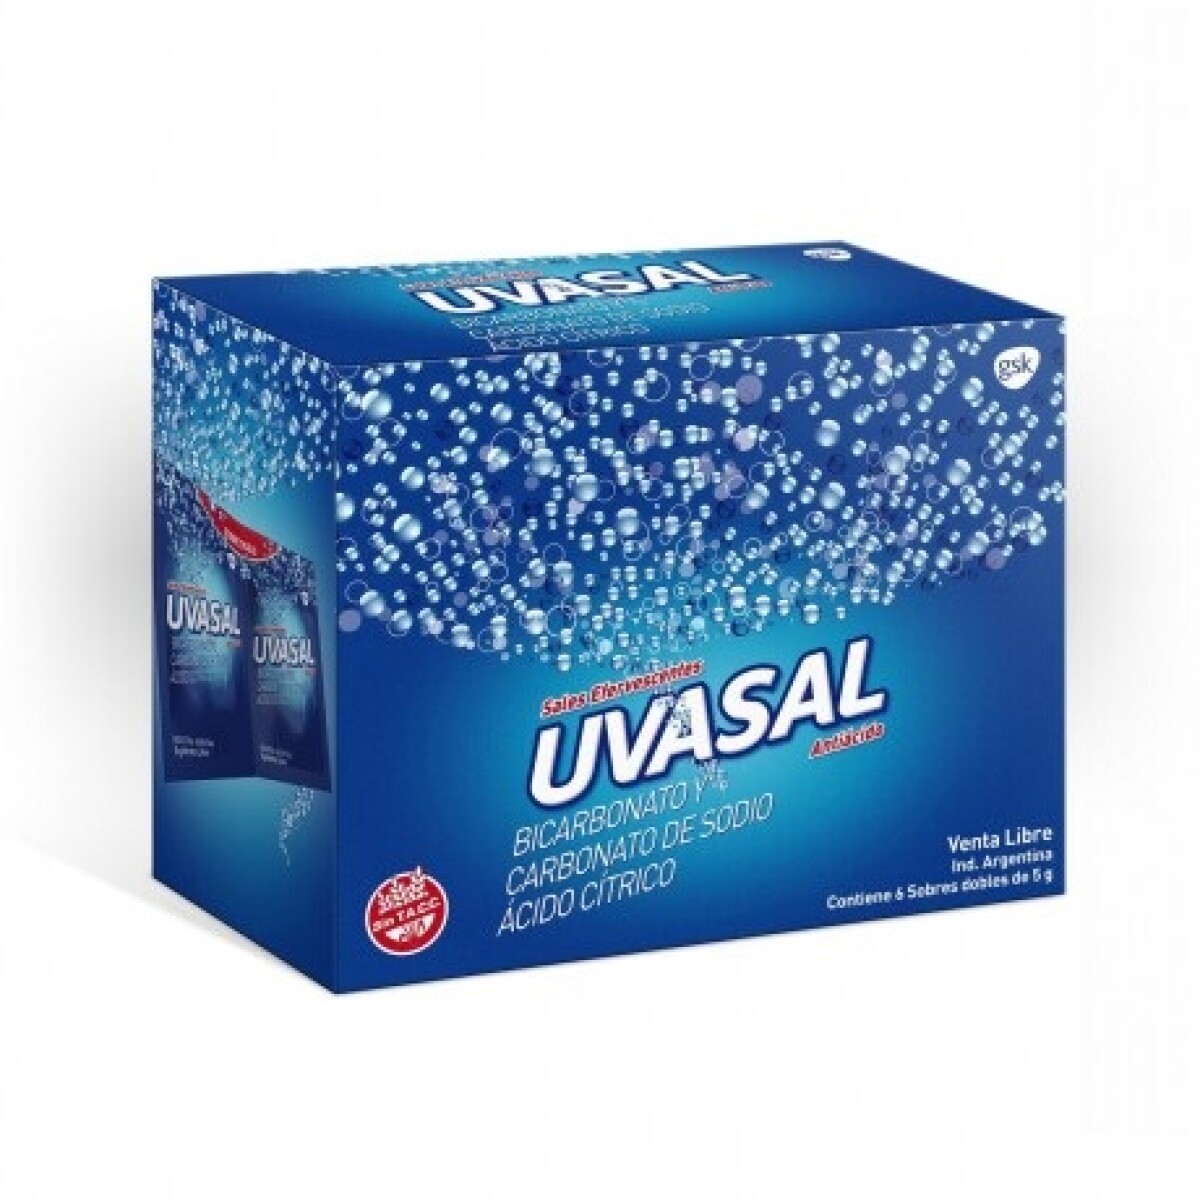 UVASAL
gsk
Sales Efervescentes
UVASAL
Antiácido
BICARBONATO Y
CARBONATO DE SODIO
ÁCIDO CÍTRICO
Sin T.A.C.C.
Venta Libre
Ind. Argentina
Contiene 6 Sobres dobles de 5 g
UVASAL
UVASAL